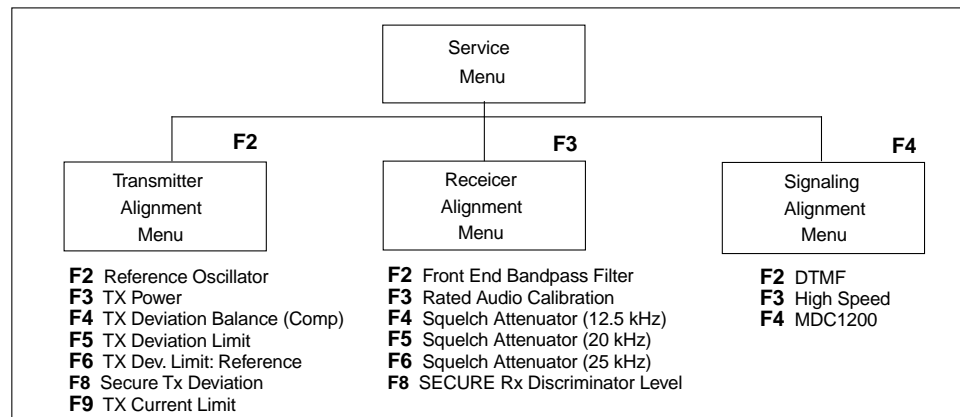 Service
Menu
F2
F3
F4
Transmitter
Alignment
Menu
Receicer
Alignment
Menu
Signaling
Alignment
Menu
F2 Reference Oscillator
F3 TX Power
F4 TX Deviation Balance (Comp)
F5 TX Deviation Limit
F6 TX Dev. Limit: Reference
F8 Secure Tx Deviation
F9 TX Current Limit
F2 Front End Bandpass Filter
F3 Rated Audio Calibration
F4 Squelch Attenuator (12.5 kHz)
F5 Squelch Attenuator (20 kHz)
F6 Squelch Attenuator (25 kHz)
F8 SECURE Rx Discriminator Level
F2 DTMF
F3 High Speed
F4 MDC1200